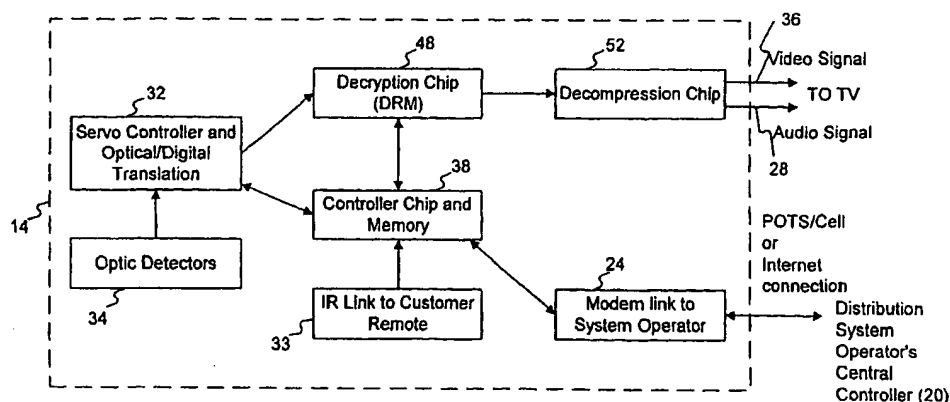 36
48
52
Video Signal
Decryption Chip
(DRM)
Decompression Chip
TO TV
32
Servo Controller and
Optical/Digital
Translation
Audio Signal
28
38
Controller Chip and
Memory
14
Optic Detectors
34
IR Link to Customer
Remote
33
24
Modem link to
System Operator
POTS/Cell
or
Internet
connection
Distribution
System
Operator's
Central
Controller (20)